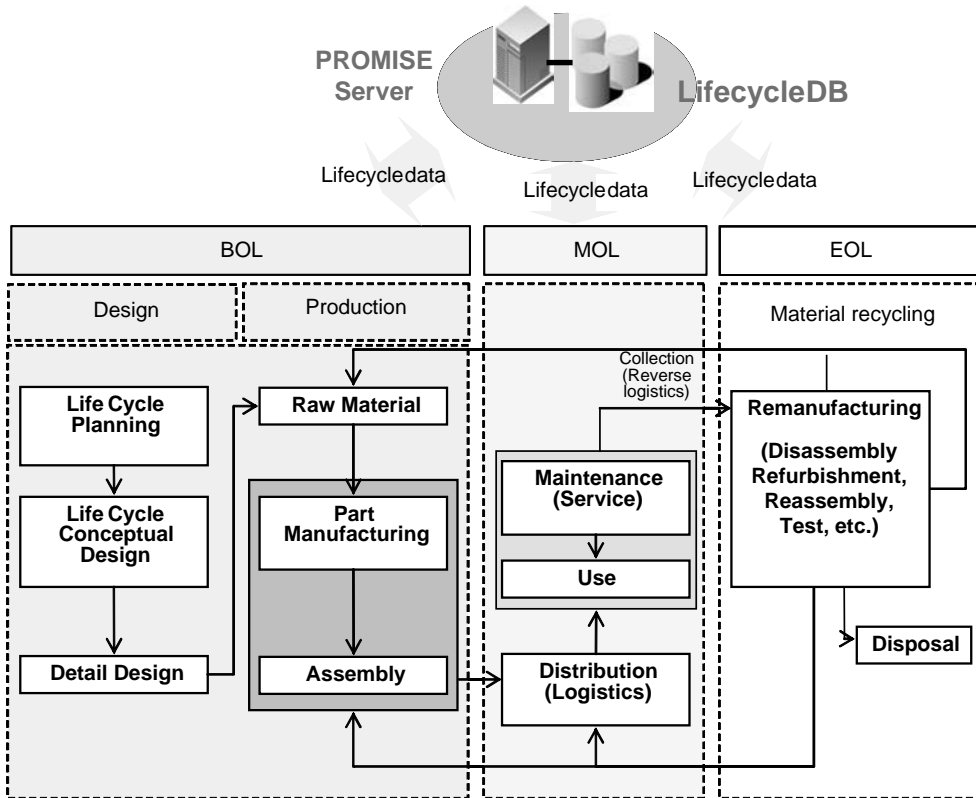 PROMISE
Server
LifecycleDB
Lifecycledata
Lifecycledata
Lifecycledata
BOL
MOL
EOL
Design
Production
Material recycling
Collection
(Reverse
logistics)
Life Cycle
Planning
Raw Material
Remanufacturing
(Disassembly
Refurbishment,
Reassembly,
Test, etc.)
Maintenance
(Service)
Life Cycle
Conceptual
Design
Part
Manufacturing
Use
Disposal
Detail Design
Assembly
Distribution
(Logistics)